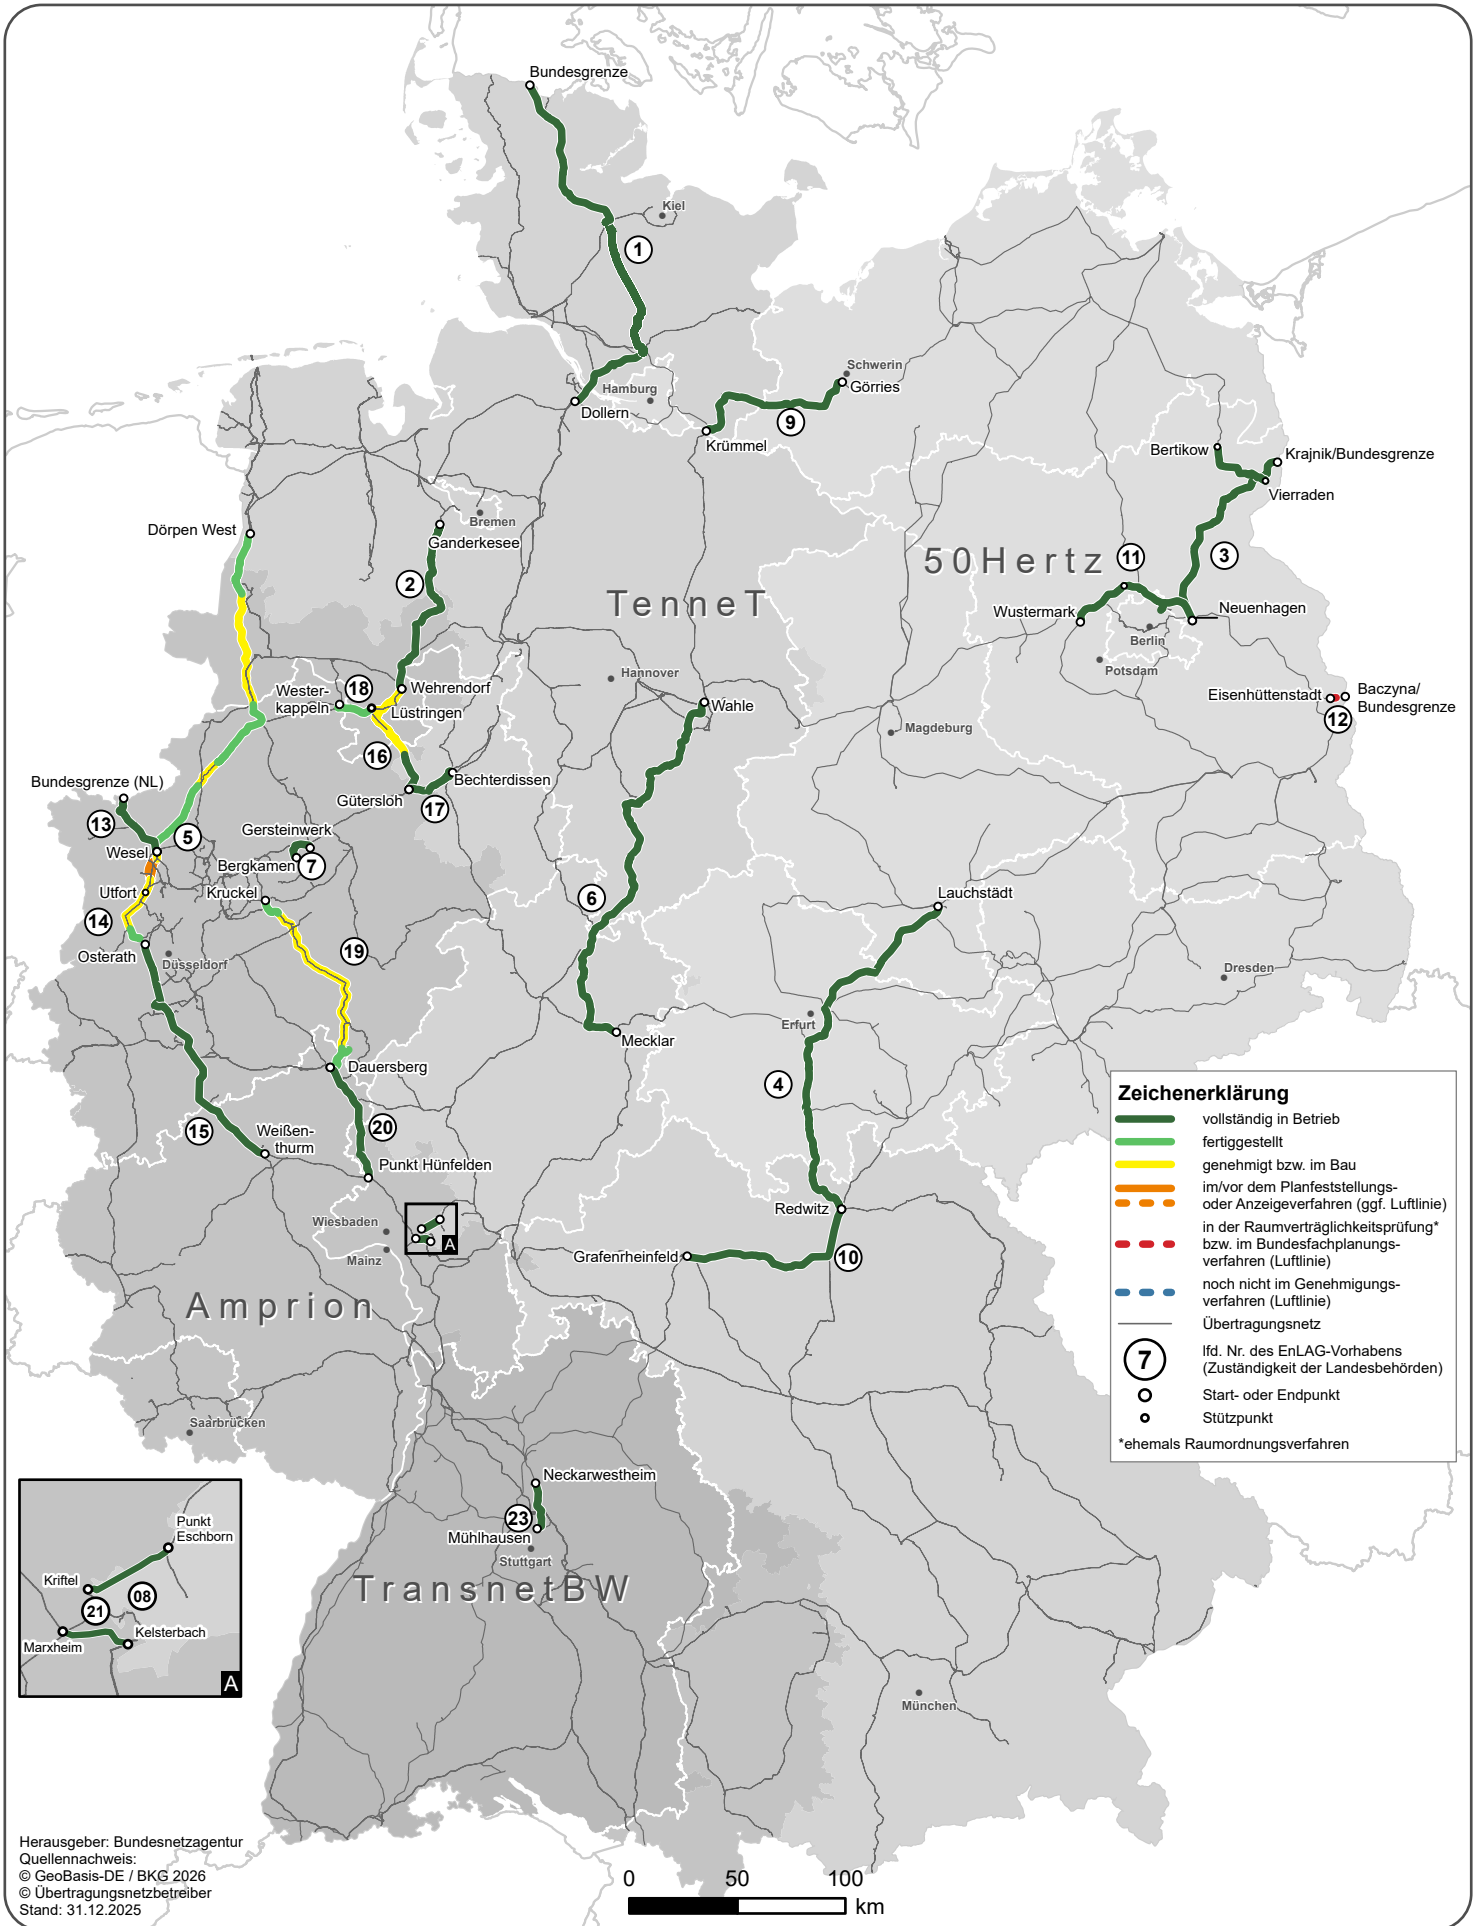 Bundesgrenze
Kiel
1
Schwerin
Görries
Hamburg
Dollern
9
Krümmel
Bertikow
Krajnik/Bundesgrenze
Vierraden
Dörpen West
Bremen
Ganderkesee
50Hertz
11
3
2
TenneT
Wustermark
Neuenhagen
Berlin
Potsdam
Hannover
18
Wehrendorf
Wester-
kappeln
Lüstringen
Wahle
Eisenhüttenstadt
Baczyna/
Bundesgrenze
12
Magdeburg
16
Bundesgrenze (NL)
Bechterdissen
Gütersloh
17
13
5
Gersteinwerk
Wesel
Bergkamen
7
Utfort
Kruckel
6
Lauchstädt
14
19
Osterath
Düsseldorf
Dresden
Erfurt
Mecklar
Dauersberg
4
20
15
Weißen-
thurm
Punkt Hünfelden
Wiesbaden
Mainz
A
Redwitz
Grafenrheinfeld
10
Amprion
Saarbrücken
Neckarwestheim
23
Mühlhausen
Stuttgart
TransnetBW
München
Zeichenerklärung
vollständig in Betrieb
fertiggestellt
genehmigt bzw. im Bau
im/vor dem Planfeststellungs-
oder Anzeigeverfahren (ggf. Luftlinie)
in der Raumverträglichkeitsprüfung*
bzw. im Bundesfachplanungs-
verfahren (Luftlinie)
noch nicht im Genehmigungs-
verfahren (Luftlinie)
Übertragungsnetz
7
lfd. Nr. des EnLAG-Vorhabens
(Zuständigkeit der Landesbehörden)
Start- oder Endpunkt
Stützpunkt
*ehemals Raumordnungsverfahren
Punkt
Eschborn
Kriftel
08
21
Kelsterbach
Marxheim
A
Herausgeber: Bundesnetzagentur
Quellennachweis:
© GeoBasis-DE / BKG 2026
© Übertragungsnetzbetreiber
Stand: 31.12.2025
0 50 100
km